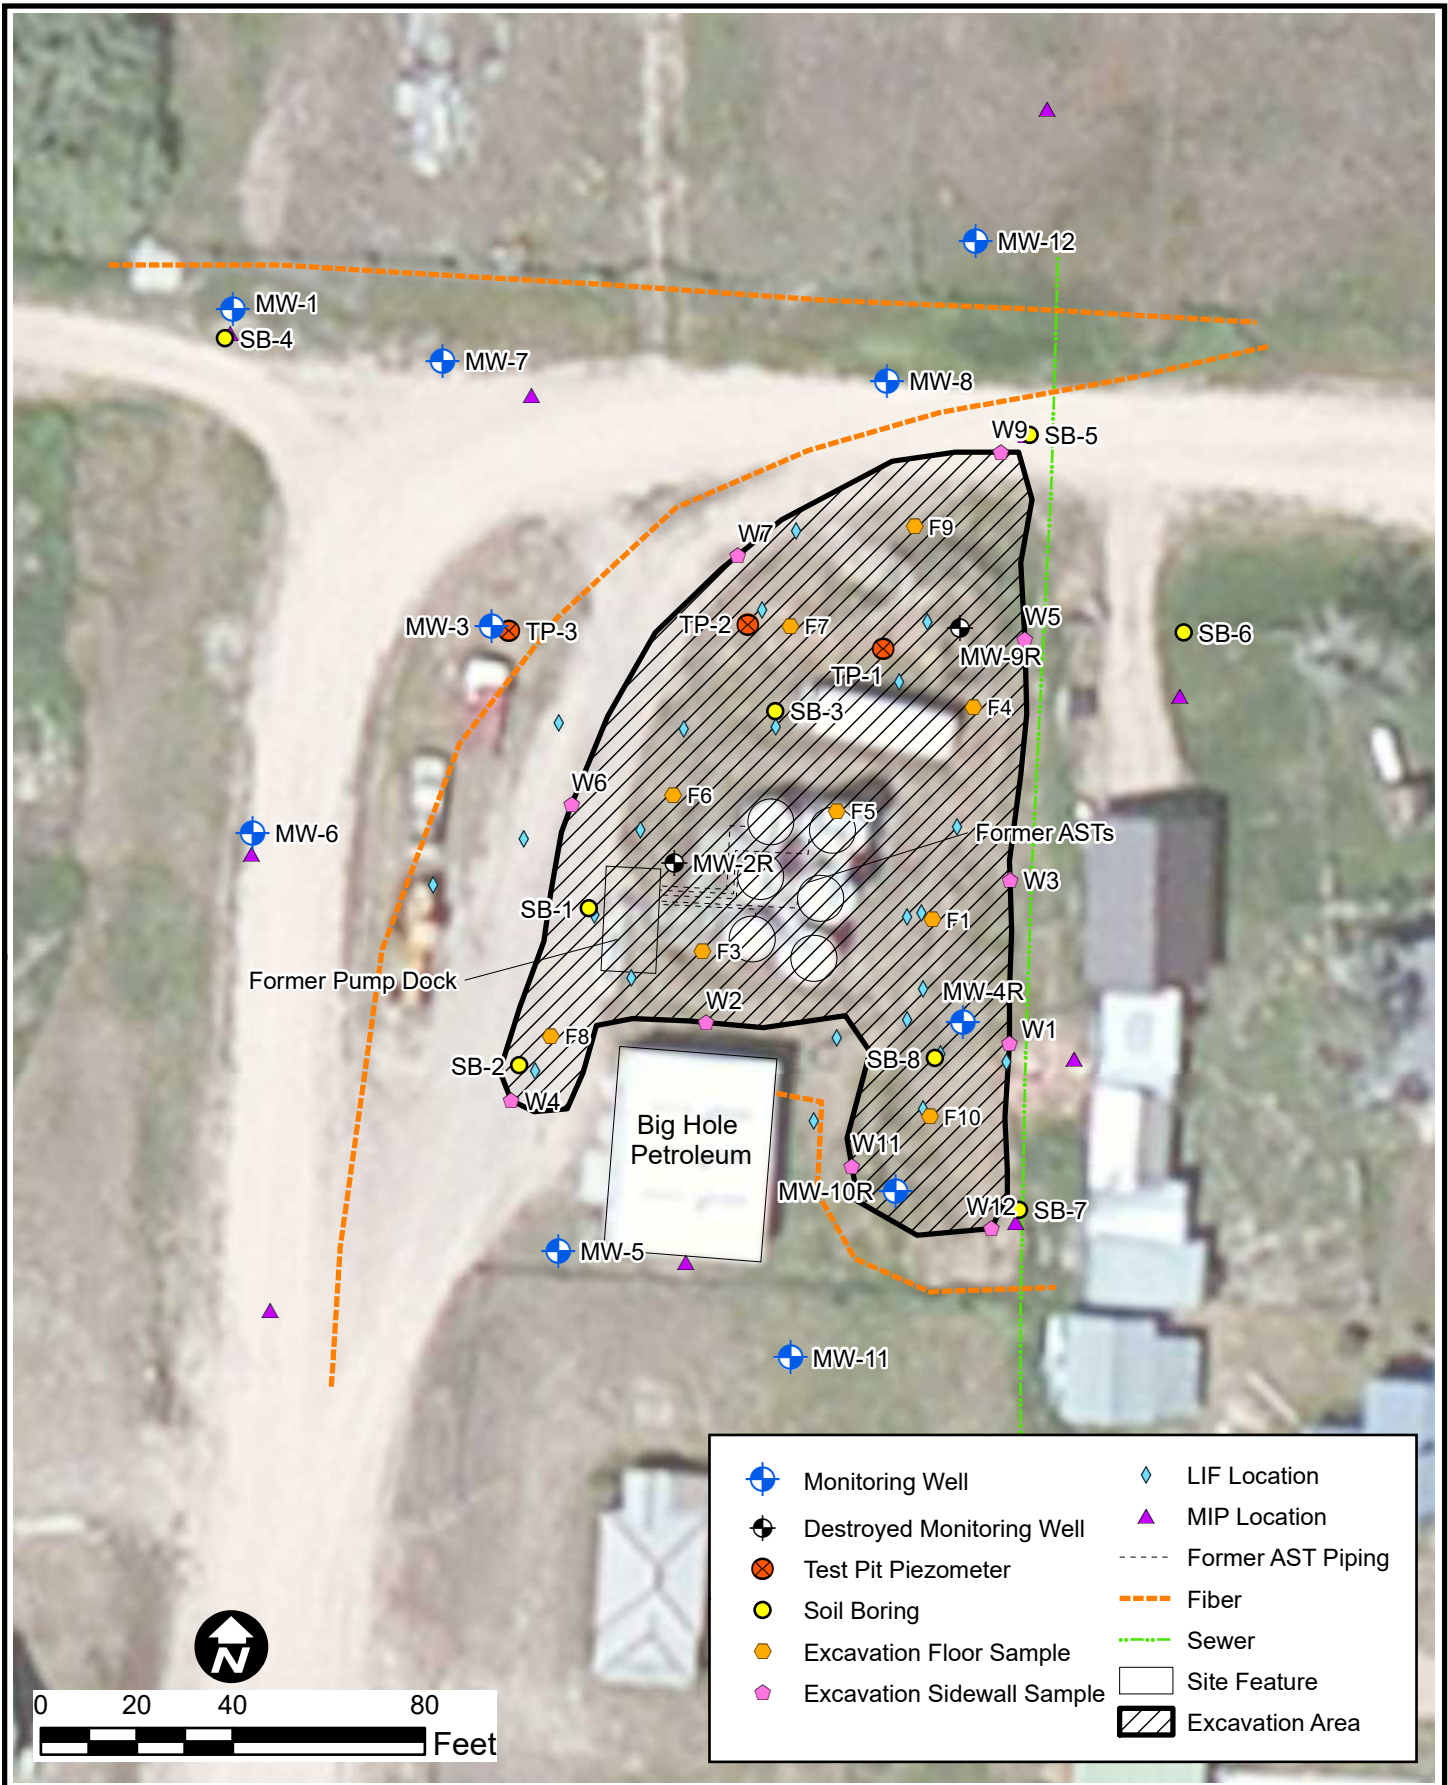 MW-12
MW-1
SB-4
MW-7
MW-8
W9
SB-5
F9
W7
MW-3
TP-3
TP-2
F7
W5
SB-6
MW-9R
TP-1
F4
SB-3
W6
F6
F5
Former ASTs
MW-6
MW-2R
W3
SB-1
F1
F3
Former Pump Dock
MW-4R
W2
F8
W1
SB-2
SB-8
W4
F10
Big Hole
Petroleum
W11
MW-10R
W12
SB-7
MW-5
MW-11
Monitoring Well
Destroyed Monitoring Well
Test Pit Piezometer
Soil Boring
Excavation Floor Sample
Excavation Sidewall Sample
LIF Location
MIP Location
Former AST Piping
Fiber
Sewer
Site Feature
Excavation Area
N
0 20 40 80
Feet